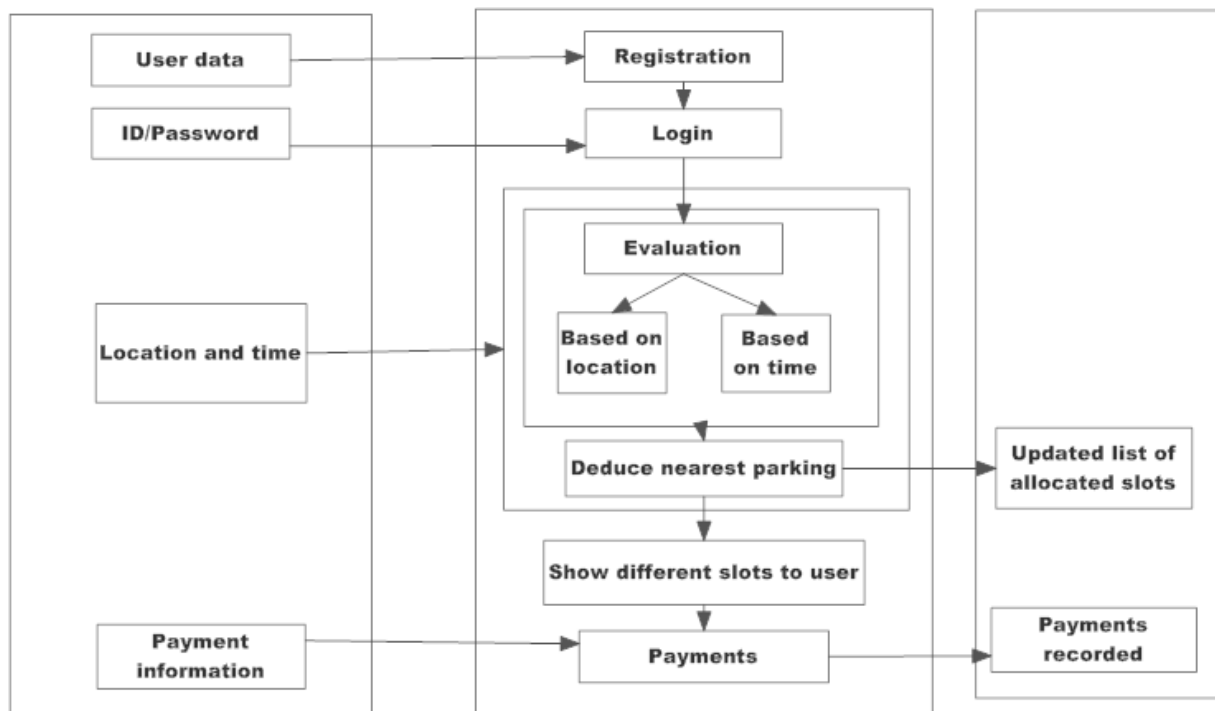 User data
Registration
ID/Password
Login
Evaluation
Location and time
Based on
location
Based
on time
Deduce nearest parking
Updated list of
allocated slots
Show different slots to user
Payment
information
Payments
Payments
recorded